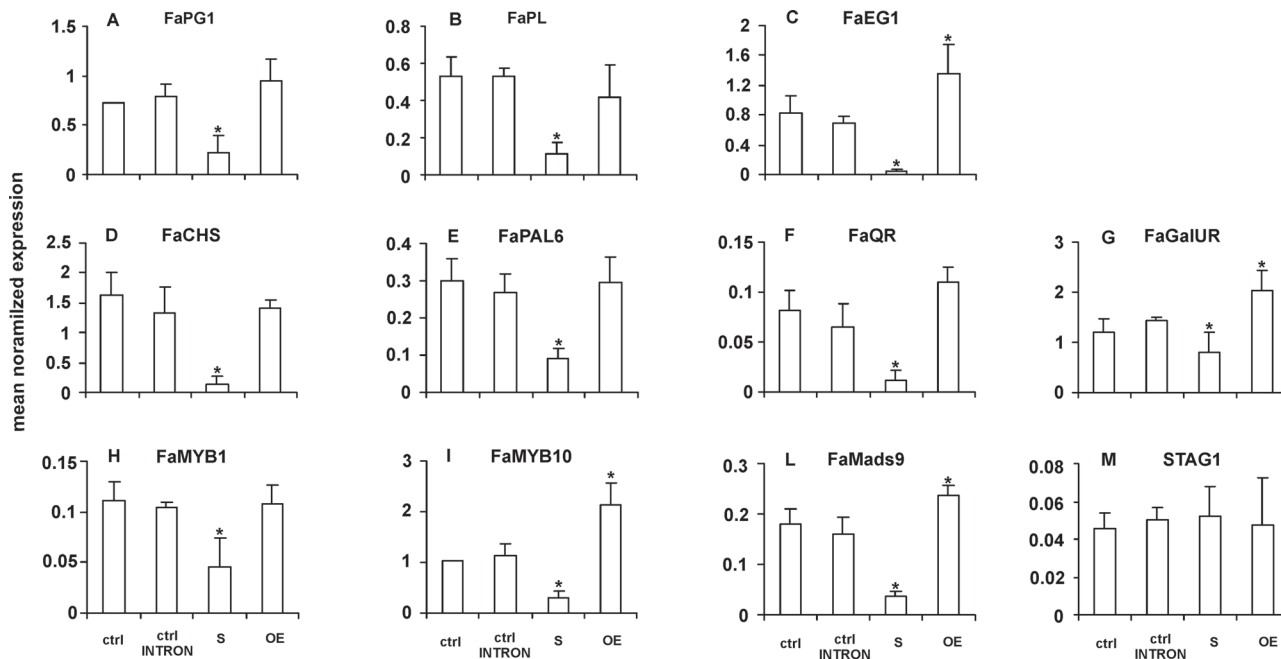 mean noramilzed expression
A FaPG1
1.5
1
0.5
0
*
B FaPL
0.8
0.6
0.4
0.2
0
*
C FaEG1
2
1.6
1.2
0.8
0.4
0
*
*
D FaCHS
2.5
2
1.5
1
0.5
0
*
E FaPAL6
0.4
0.3
0.2
0.1
0
*
F FaQR
0.15
0.1
0.05
0
*
G FaGalUR
3
2
1
0
*
*
H FaMYB1
0.15
0.1
0.05
0
*
ctrl
ctrl
INTRON
S
OE
I FaMYB10
3
2
1
0
*
*
ctrl
ctrl
INTRON
S
OE
L FaMads9
0.3
0.2
0.1
0
*
*
ctrl
ctrl
INTRON
S
OE
M STAG1
0.08
0.06
0.04
0.02
0
ctrl
ctrl
INTRON
S
OE